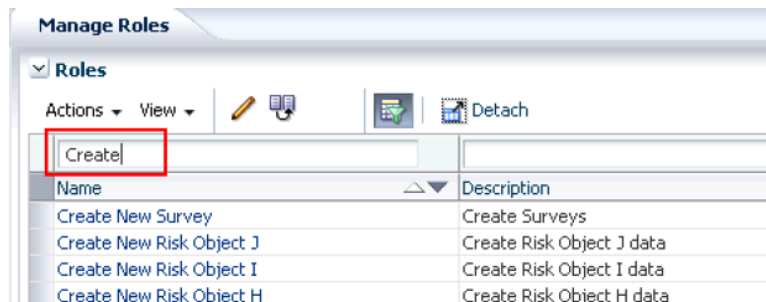 Manage Roles
Roles
Actions View Detach
Create
Name Description
Create New Survey Create Surveys
Create New Risk Object J Create Risk Object J data
Create New Risk Object I Create Risk Object I data
Create New Risk Object H Create Risk Object H data